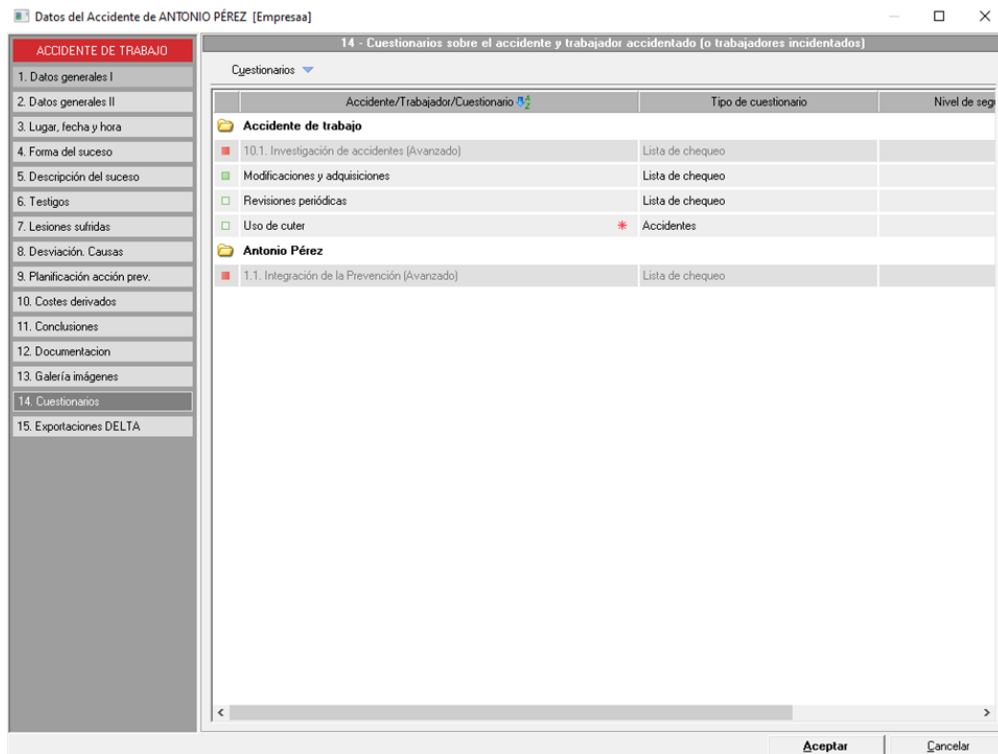 Datos del Accidente de ANTONIO PÉREZ [Empresaa]
ACCIDENTE DE TRABAJO
1. Datos generales I
2. Datos generales II
3. Lugar, fecha y hora
4. Forma del suceso
5. Descripción del suceso
6. Testigos
7. Lesiones sufridas
8. Desviación. Causas
9. Planificación acción prev.
10. Costes derivados
11. Conclusiones
12. Documentacion
13. Galería imágenes
14. Cuestionarios
15. Exportaciones DELTA
14 - Cuestionarios sobre el accidente y trabajador accidentado (o trabajadores incidentados)
Cuestionarios
Accidente/Trabajador/Cuestionario Tipo de cuestionario Nivel de seg
Accidente de trabajo
10.1. Investigación de accidentes (Avanzado) Lista de chequeo
Modificaciones y adquisiciones Lista de chequeo
Revisiones periódicas Lista de chequeo
Uso de cuter * Accidentes
Antonio Pérez
1.1. Integración de la Prevención (Avanzado) Lista de chequeo
Aceptar Cancelar